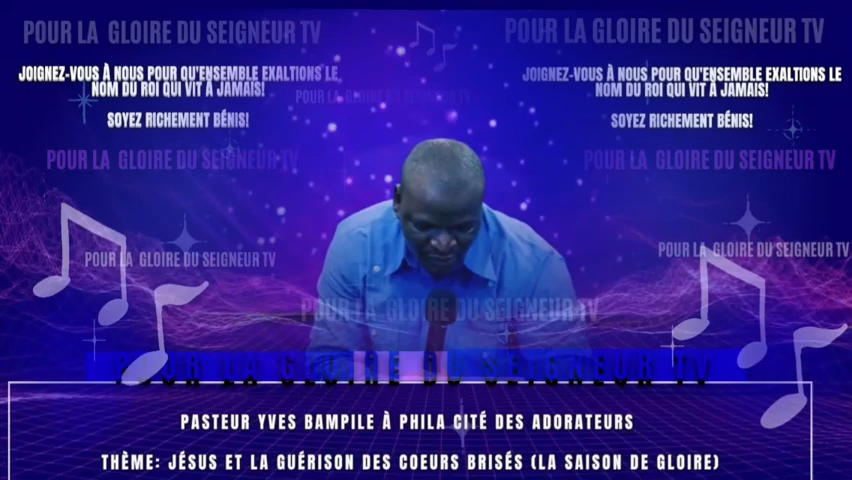 POUR LA GLOIRE DU SEIGNEUR TV
POUR LA GLOIRE DU SEIGNEUR TV
JOIGNEZ-VOUS À NOUS POUR QU'ENSEMBLE EXALTIONS LE
NOM DU ROI QUI VIT À JAMAIS!
JOIGNEZ-VOUS À NOUS POUR QU'ENSEMBLE EXALTIONS LE
NOM DU ROI QUI VIT À JAMAIS!
POUR LA GLOIRE DU SEIGNEUR TV
SOYEZ RICHEMENT BÉNIS!
SOYEZ RICHEMENT BÉNIS!
POUR LA GLOIRE DU SEIGNEUR TV
POUR LA GLOIRE DU SEIGNEUR TV
POUR LA GLOIRE DU SEIGNEUR TV
POUR LA GLOIRE DU SEIGNEUR TV
POUR LA GLOIRE DU SEIGNEUR TV
POUR LA GLOIRE DU SEIGNEUR TV
PASTEUR YVES BAMPILE À PHILA CITÉ DES ADORATEURS
THÈME: JÉSUS ET LA GUÉRISON DES COEURS BRISÉS (LA SAISON DE GLOIRE)